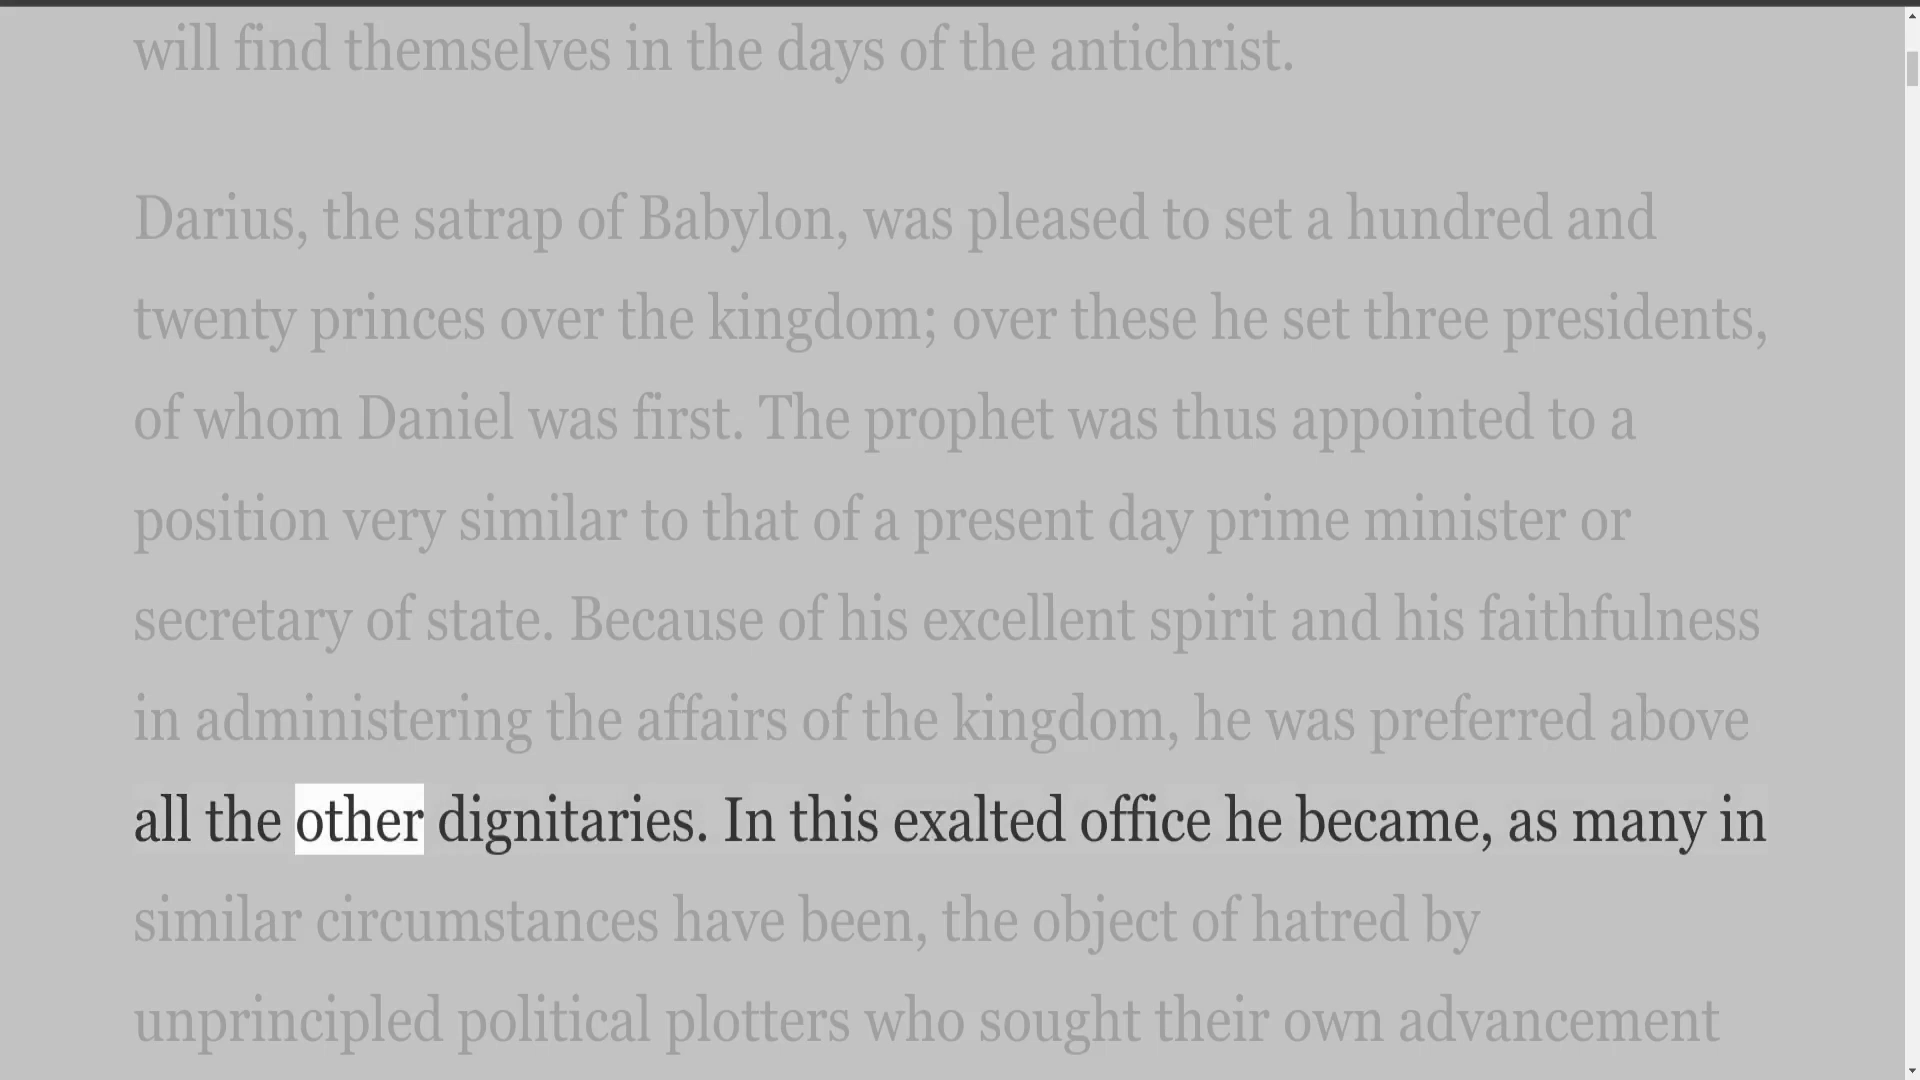 will find themselves in the days of the antichrist.
Darius, the satrap of Babylon, was pleased to set a hundred and
twenty princes over the kingdom; over these he set three presidents,
of whom Daniel was first. The prophet was thus appointed to a
position very similar to that of a present day prime minister or
secretary of state. Because of his excellent spirit and his faithfulness
in administering the affairs of the kingdom, he was preferred above
all the other dignitaries. In this exalted office he became, as many in
similar circumstances have been, the object of hatred by
unprincipled political plotters who sought their own advancement